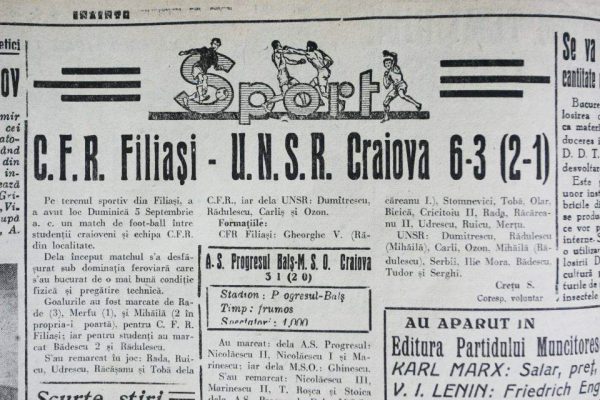 INAINTE
Sport
C.F.R. Filiași - U.N.S.R. Craiova 6-3 (2-1)
Pe terenul sportiv din Filiași, a
a avut loc Duminică 5 Septembrie
a. c. un match de foot-ball între
studenții craioveni și echipa C.F.R.
din localitate.
Dela început matchul s'a desfă-
șurat sub dominația feroviară care
s'au bucurat de o mai bună condiție
fizică și pregătire technică.
Goalurile au fost marcate de Ra-
de (3), Merfu (1), și Mihăilă (2 în
propria-i poartă), pentru C. F. R.
Filiași; iar pentru studenți au mar-
cat Bădescu 2 și Rădulescu.
S'au remarcat în joc: Rada, Rui-
cu, Udrescu, Răcășanu și Tobă dela
Scurte știri
C.F.R., iar dela UNSR: Dumitrescu,
Rădulescu, Carliș și Ozon.
Formațiile:
CFR Filiași: Gheorghe V. (Ră-
căreanu I.), Stomnevici, Tobă, Olar,
Bicică, Cricitoiu II, Rada, Răcărea-
nu II, Udrescu, Ruicu, Merțu.
UNSR: Dumitrescu, Rădulescu
(Mihăilă), Carli, Ozon, Mihăilă (Ră-
dulescu), Serbii, Ilie Mora, Bădescu,
Tudor și Serghi.
Crețu S.
Coresp. voluntar
A. S. Progresul Balș-M. S. O. Craiova
3 1 (2 0)
Stadion: P ogresul-Balș
Timp: frumos
Spectatori: 1.000
Au marcat: dela A.S. Progresul:
Nicolăescu II, Nicolăescu I și Ma-
rinescu; iar dela M.S.O.: Ghinescu.
S'au remarcat: Nicolăescu III,
Marinescu II, T. Roșca și Stoica
Se va
cantitate
AU APARUT IN
Editura Partidului Muncitoresc
KARL MARX: Salar, preț,
V. I. LENIN: Friedrich Eng